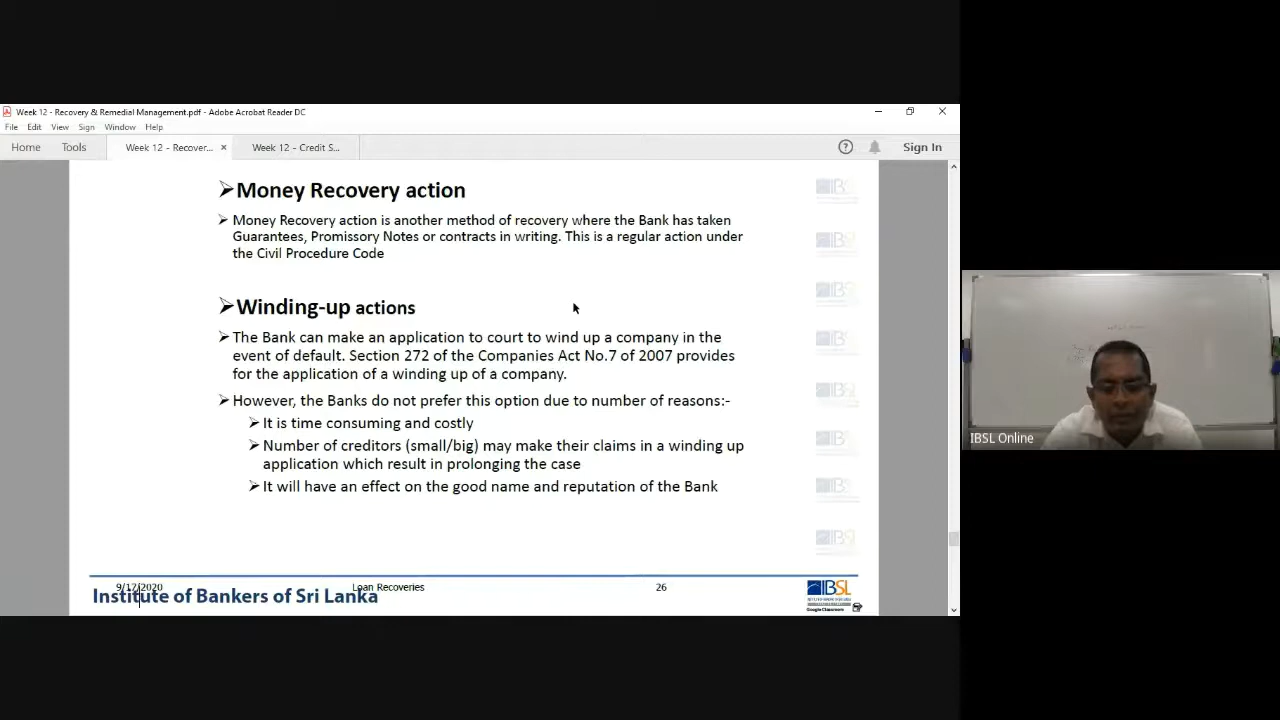 Week 12 - Recovery & Remedial Management.pdf - Adobe Acrobat Reader DC
File Edit View Sign Window Help
Home Tools Week 12 - Recover... × Week 12 - Credit S... Sign In
➢Money Recovery action
➢ Money Recovery action is another method of recovery where the Bank has taken
Guarantees, Promissory Notes or contracts in writing. This is a regular action under
the Civil Procedure Code
➢Winding-up actions
➢ The Bank can make an application to court to wind up a company in the
event of default. Section 272 of the Companies Act No.7 of 2007 provides
for the application of a winding up of a company.
➢ However, the Banks do not prefer this option due to number of reasons:-
➢ It is time consuming and costly
➢ Number of creditors (small/big) may make their claims in a winding up
application which result in prolonging the case
➢ It will have an effect on the good name and reputation of the Bank
9/17/2020 Loan Recoveries 26
Institute of Bankers of Sri Lanka
IBSL
Google Classroom
IBSL Online